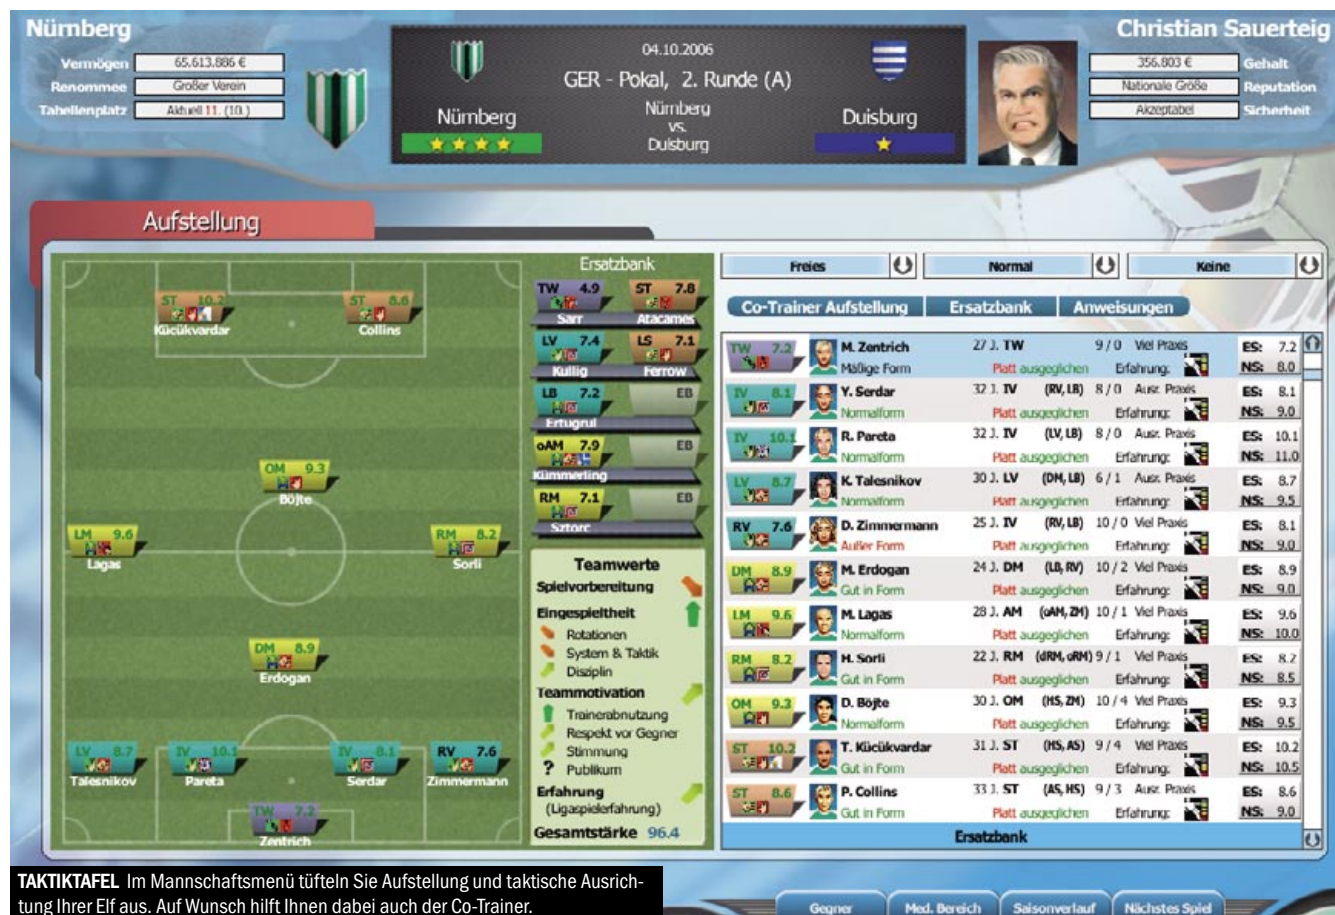 Nürnberg
Vermögen 65.613.886 €
Renommee Großer Verein
Tabellenplatz Aktuell 11. (10.)
04.10.2006
GER - Pokal, 2. Runde (A)
Nürnberg
vs.
Duisburg
Nürnberg
Duisburg
Christian Sauerteig
356.803 € Gehalt
Nationale Größe Reputation
Akzeptabel Sicherheit
Aufstellung
ST 10.2
Kücükvardar
ST 8.6
Collins
OM 9.3
Böjte
LM 9.6
Lagas
RM 8.2
Sorli
DM 8.9
Erdogan
LV 8.7
Talesnikov
IV 10.1
Pareta
IV 8.1
Serdar
RV 7.6
Zimmermann
TW 7.2
Zentrich
Ersatzbank
TW 4.9 ST 7.8
Sarr Atacames
LV 7.4 LS 7.1
Kullig Ferrow
LB 7.2 EB
Ertugrul
oAM 7.9 EB
Kümmerling
RM 7.1 EB
Sztorc
Teamwerte
Spielvorbereitung
Eingespieltheit
Rotationen
System & Taktik
Disziplin
Teammotivation
Trainerabnutzung
Respekt vor Gegner
Stimmung
? Publikum
Erfahrung
(Ligaspielerfahrung)
Gesamtstärke 96.4
Freies Normal Keine
Co-Trainer Aufstellung Ersatzbank Anweisungen
TW 7.2 M. Zentrich 27 J. TW 9 / 0 Viel Praxis ES: 7.2
Mäßige Form Platt ausgeglichen Erfahrung: NS: 8.0
IV 8.1 Y. Serdar 32 J. IV (RV, LB) 8 / 0 Ausr. Praxis ES: 8.1
Normalform Platt ausgeglichen Erfahrung: NS: 9.0
IV 10.1 R. Pareta 32 J. IV (LV, LB) 8 / 0 Ausr. Praxis ES: 10.1
Normalform Platt ausgeglichen Erfahrung: NS: 11.0
LV 8.7 K. Talesnikov 30 J. LV (DM, LB) 6 / 1 Ausr. Praxis ES: 8.7
Normalform Platt ausgeglichen Erfahrung: NS: 9.5
RV 7.6 D. Zimmermann 25 J. IV (RV, LB) 10 / 0 Viel Praxis ES: 8.1
Außer Form Platt ausgeglichen Erfahrung: NS: 9.0
DM 8.9 M. Erdogan 24 J. DM (LB, RV) 10 / 2 Viel Praxis ES: 8.9
Gut in Form Platt ausgeglichen Erfahrung: NS: 9.0
LM 9.6 M. Lagas 28 J. AM (oAM, ZM) 10 / 1 Viel Praxis ES: 9.6
Normalform Platt ausgeglichen Erfahrung: NS: 10.0
RM 8.2 H. Sorli 22 J. RM (dRM, oRM) 9 / 1 Viel Praxis ES: 8.2
Gut in Form Platt ausgeglichen Erfahrung: NS: 8.5
OM 9.3 D. Böjte 30 J. OM (HS, ZM) 10 / 4 Viel Praxis ES: 9.3
Normalform Platt ausgeglichen Erfahrung: NS: 9.5
ST 10.2 T. Kücükvardar 31 J. ST (HS, AS) 9 / 4 Viel Praxis ES: 10.2
Gut in Form Platt ausgeglichen Erfahrung: NS: 10.5
ST 8.6 P. Collins 33 J. ST (AS, HS) 9 / 3 Ausr. Praxis ES: 8.6
Gut in Form Platt ausgeglichen Erfahrung: NS: 9.0
Ersatzbank
TAKTIKTAFEL Im Mannschaftsmenü tüfteln Sie Aufstellung und taktische Ausrich-
tung Ihrer Elf aus. Auf Wunsch hilft Ihnen dabei auch der Co-Trainer.
Gegner Med. Bereich Saisonverlauf Nächstes Spiel